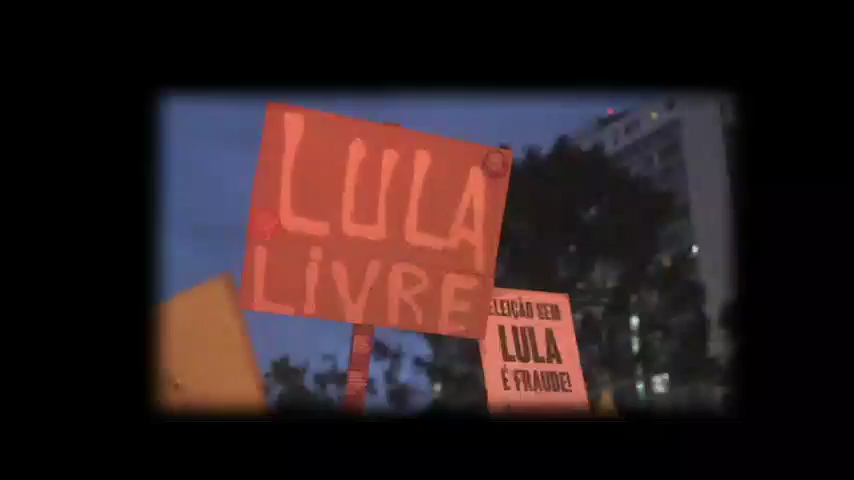 LULA
LiVRE
ELEIÇÃO SEM
LULA
É FRAUDE!